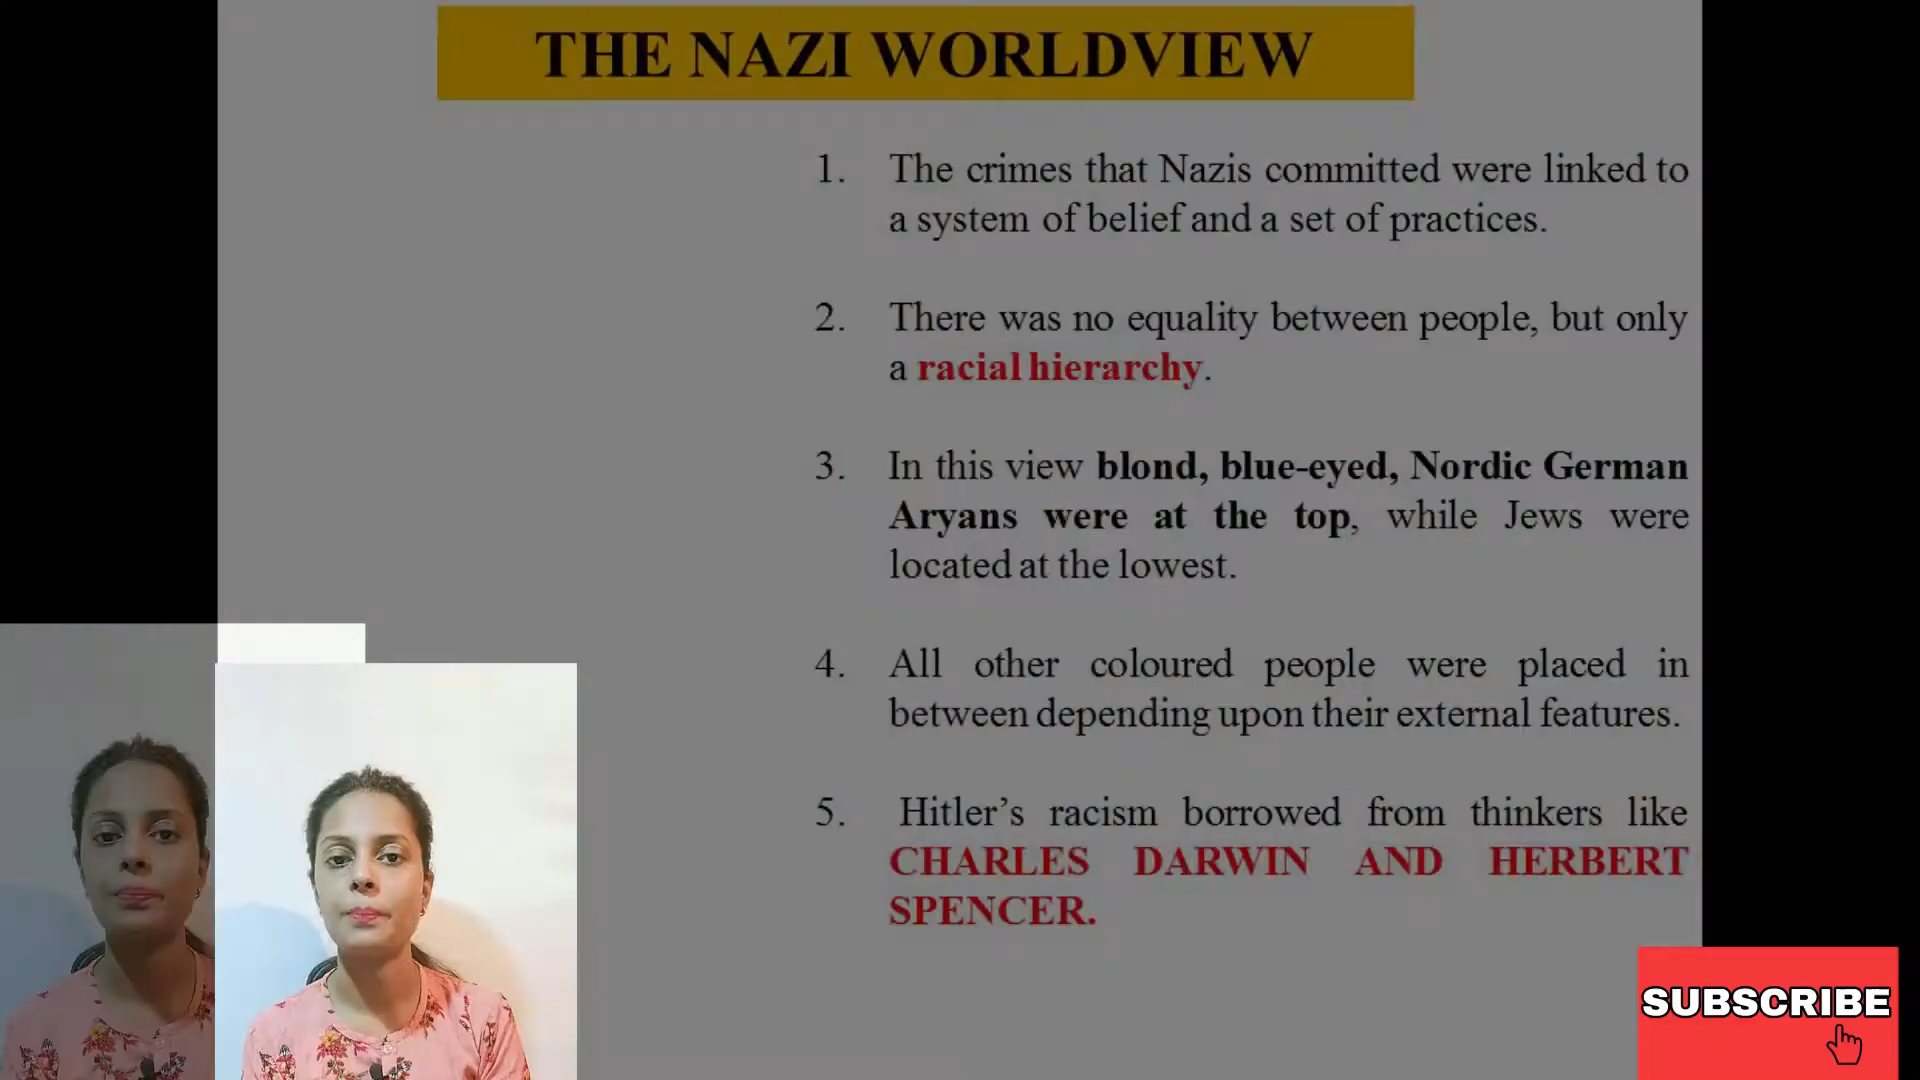 THE NAZI WORLDVIEW
1. The crimes that Nazis committed were linked to
a system of belief and a set of practices.
2. There was no equality between people, but only
a racial hierarchy.
3. In this view blond, blue-eyed, Nordic German
Aryans were at the top, while Jews were
located at the lowest.
4. All other coloured people were placed in
between depending upon their external features.
5. Hitler’s racism borrowed from thinkers like
CHARLES DARWIN AND HERBERT
SPENCER.
SUBSCRIBE